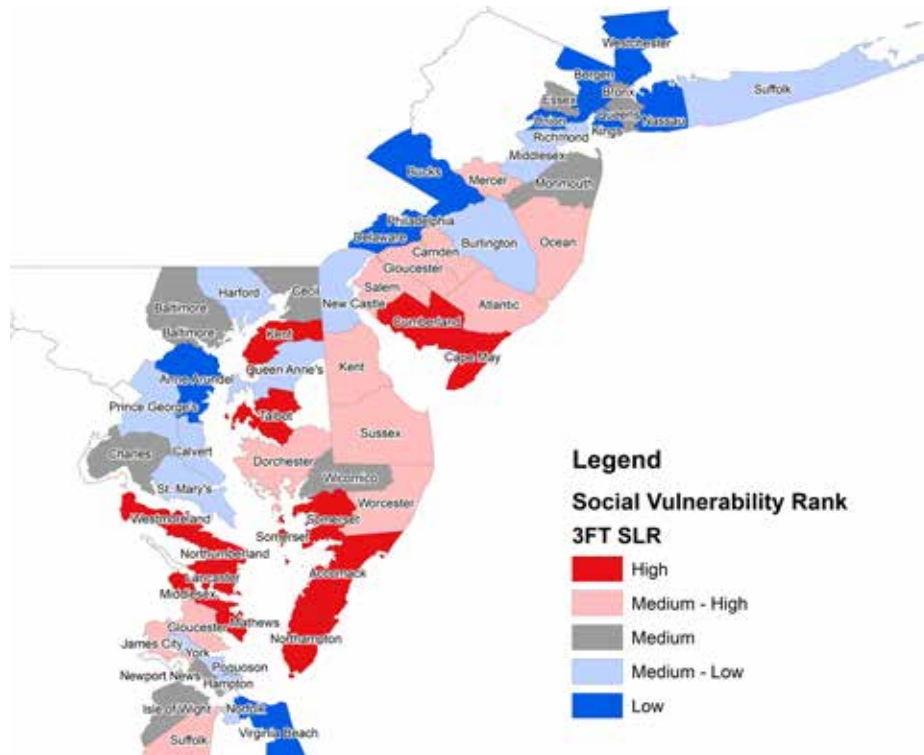 Westchester
Bergen
Bronx
Essex
Suffolk
Queens
Union
Kings
Nassau
Richmond
Middlesex
Bucks
Mercer
Monmouth
Philadelphia
Delaware
Burlington
Ocean
Camden
Gloucester
Salem
New Castle
Atlantic
Cumberland
Cape May
Harford
Cecil
Baltimore
Baltimore
Kent
Anne Arundel
Queen Anne's
Kent
Prince George's
Talbot
Sussex
Charles
Calvert
Dorchester
Wicomico
St. Mary's
Worcester
Westmoreland
Somerset
Somerset
Northumberland
Lancaster
Accomack
Middlesex
Mathews
Gloucester
Northampton
James City
York
Poquoson
Newport News
Hampton
Isle of Wight
Norfolk
Virginia Beach
Suffolk
Legend
Social Vulnerability Rank
3FT SLR
High
Medium - High
Medium
Medium - Low
Low